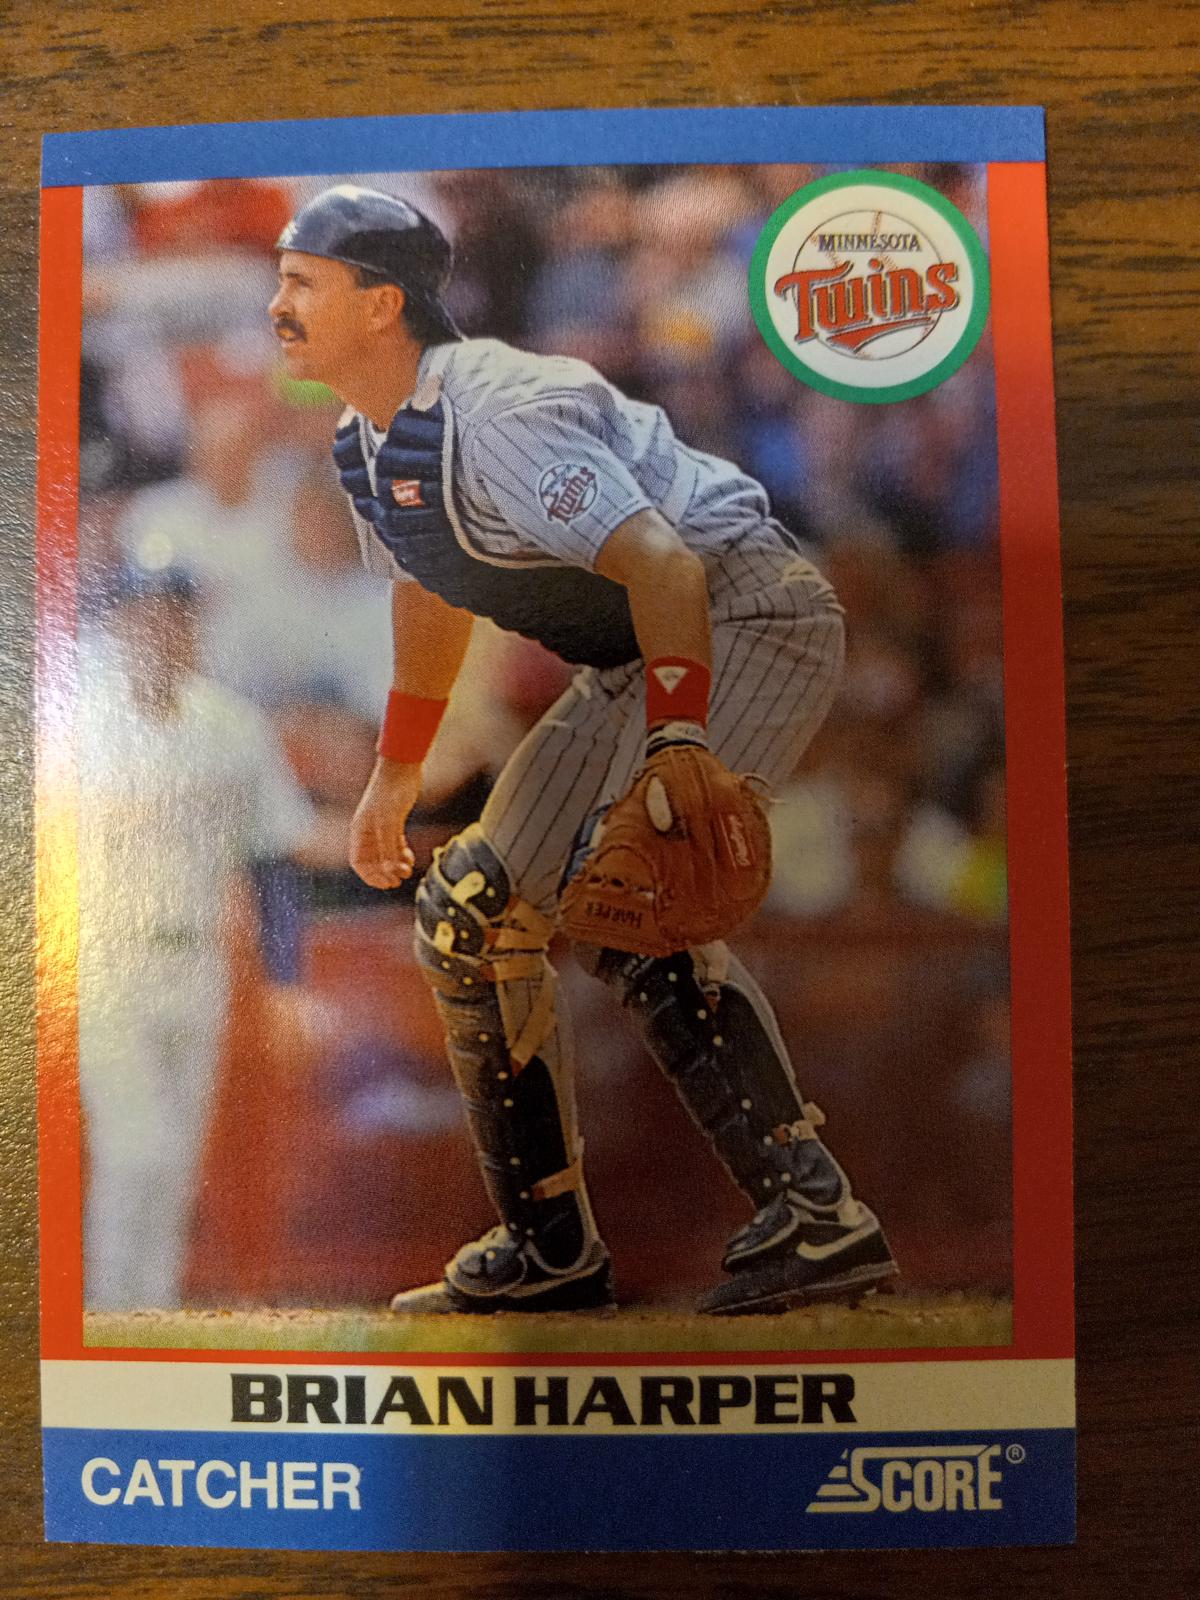 MINNESOTA
Twins
Twins
HARPER
BRIAN HARPER
CATCHER
SCORE®